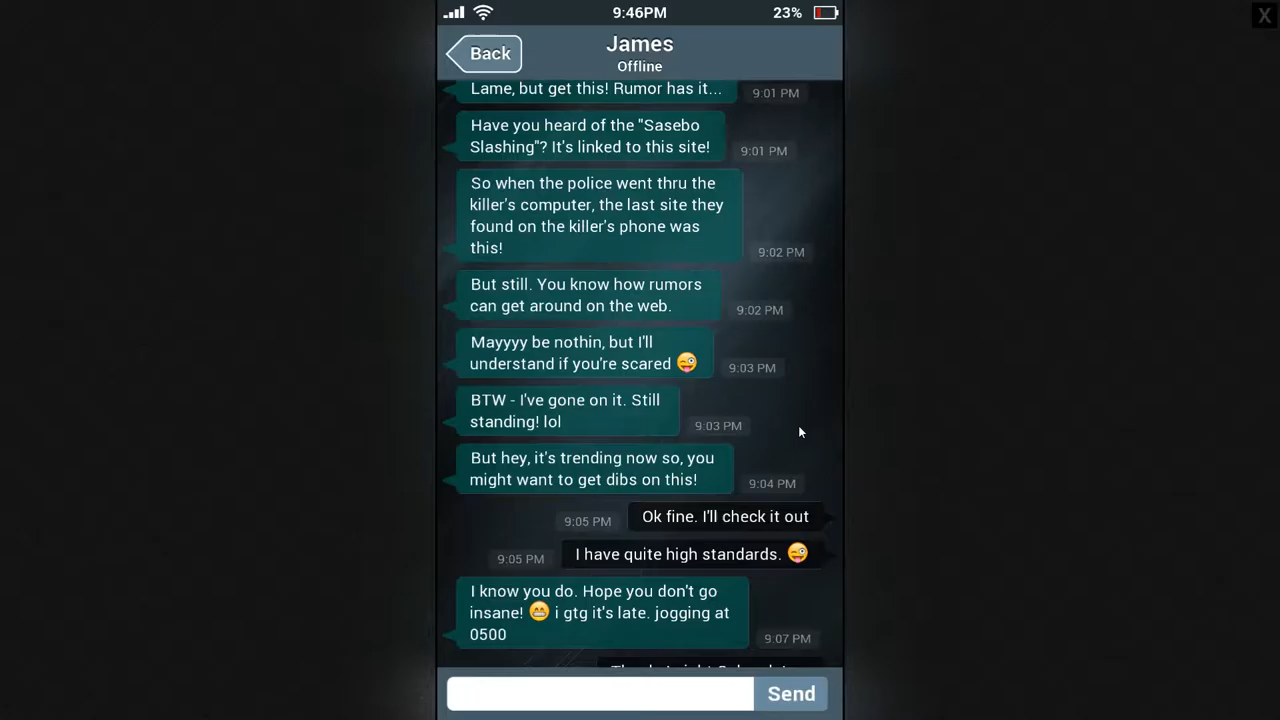 9:46PM
23%
X
Back
James
Offline
Lame, but get this! Rumor has it...
9:01 PM
Have you heard of the "Sasebo
Slashing"? It's linked to this site!
9:01 PM
So when the police went thru the
killer's computer, the last site they
found on the killer's phone was
this!
9:02 PM
But still. You know how rumors
can get around on the web.
9:02 PM
Mayyyy be nothin, but I'll
understand if you're scared 😜
9:03 PM
BTW - I've gone on it. Still
standing! lol
9:03 PM
But hey, it's trending now so, you
might want to get dibs on this!
9:04 PM
9:05 PM
Ok fine. I'll check it out
9:05 PM
I have quite high standards. 😜
I know you do. Hope you don't go
insane! 😁 i gtg it's late. jogging at
0500
9:07 PM
Send